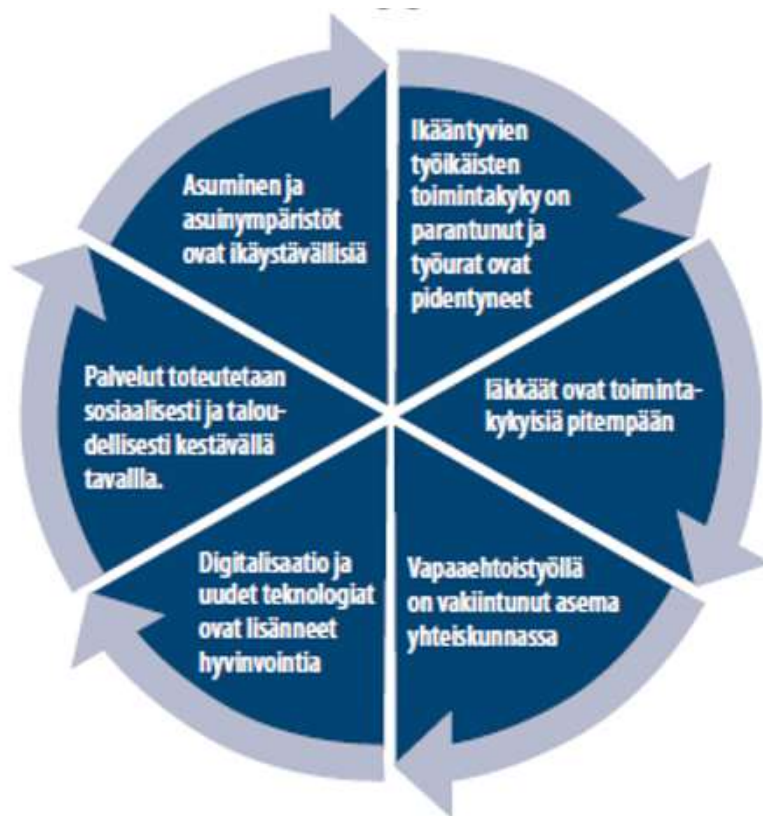 Ikääntyvien
työikäisten
toimintakyky on
parantunut ja
työurat ovat
pidentyneet
Iäkkäät ovat toiminta-
kykyisiä pitempään
Vapaaehtoistyöllä
on vakiintunut asema
yhteiskunnassa
Digitalisaatio ja
uudet teknologiat
ovat lisänneet
hyvinvointia
Palvelut toteutetaan
sosiaalisesti ja talou-
dellisesti kestävällä
tavallla.
Asuminen ja
asuinympäristöt
ovat ikäystävällisiä